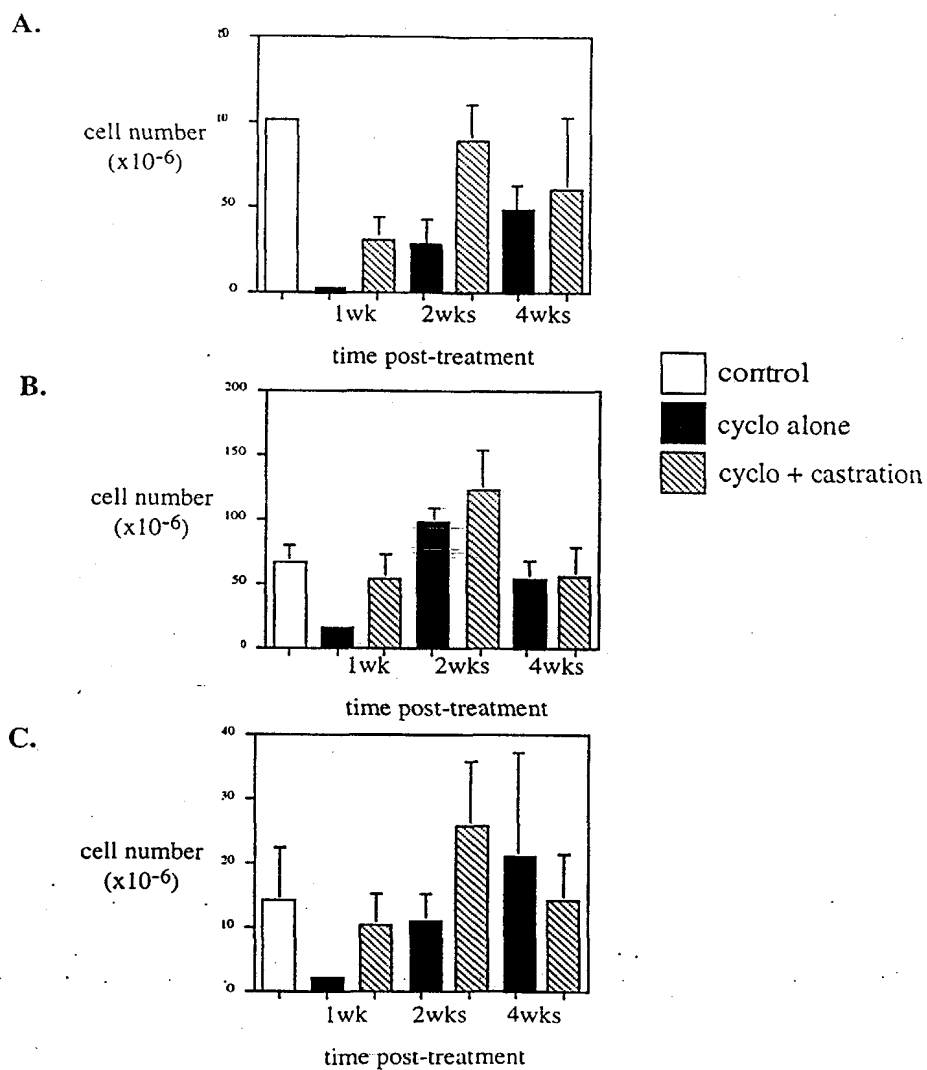 A.
cell number
(x10-6)
50
0
1wk 2wks 4wks
time post-treatment
B.
200
150
cell number
(x10-6)
100
50
0
1wk 2wks 4wks
time post-treatment
control
cyclo alone
cyclo + castration
C.
40
30
cell number
(x10-6)
20
10
0
1wk 2wks 4wks
time post-treatment